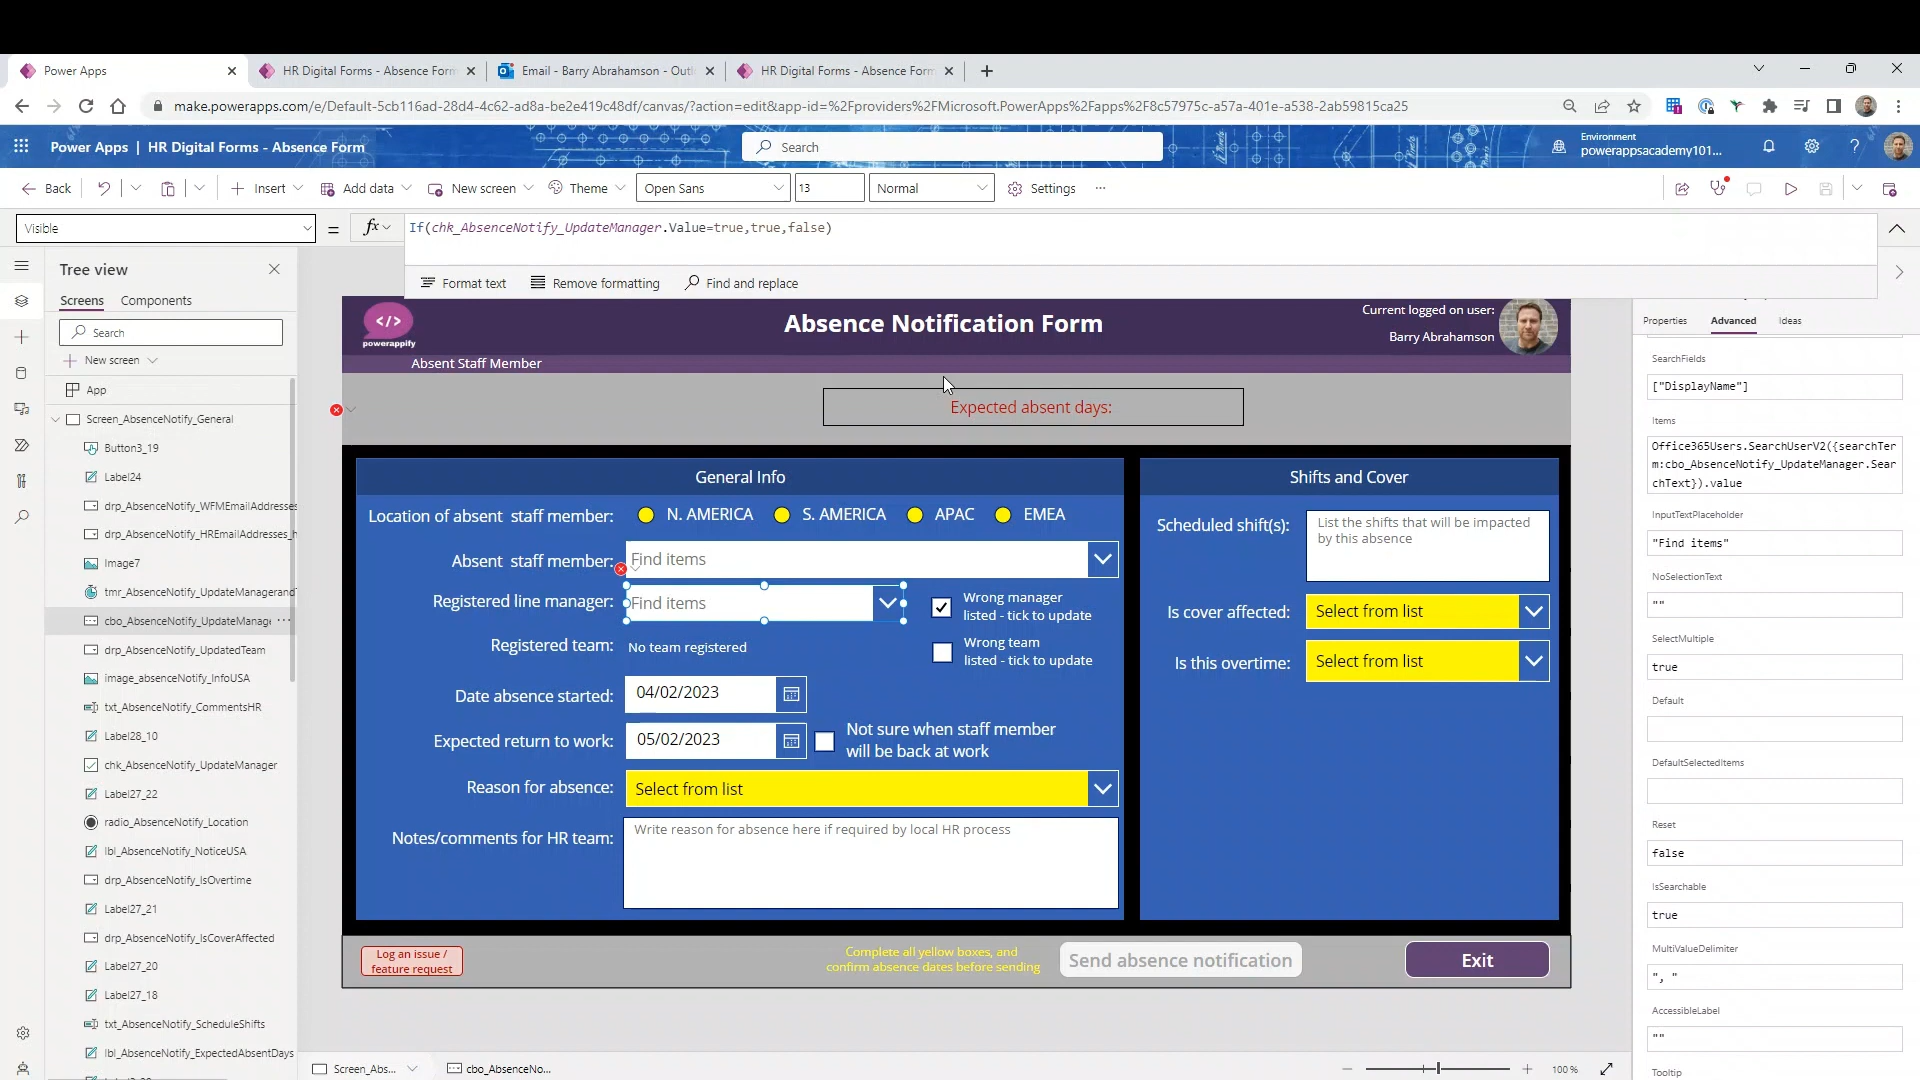 Power Apps
HR Digital Forms - Absence Form
Email - Barry Abrahamson - Outl
HR Digital Forms - Absence Form
make.powerapps.com/e/Default-5cb116ad-28d4-4c62-ad8a-be2e419c48df/canvas/?action=edit&app-id=%2Fproviders%2FMicrosoft.PowerApps%2Fapps%2F8c57975c-a57a-401e-a538-2ab59815ca25
Power Apps | HR Digital Forms - Absence Form
Search
Environment
powerappsacademy101...
Back
Insert
Add data
New screen
Theme
Open Sans
13
Normal
Settings
Visible
=
fx
If(chk_AbsenceNotify_UpdateManager.Value=true,true,false)
Format text
Remove formatting
Find and replace
Tree view
Screens
Components
Search
New screen
App
Screen_AbsenceNotify_General
Button3_19
Label24
drp_AbsenceNotify_WFMEmailAddresses
drp_AbsenceNotify_HREmailAddresses_h
Image7
tmr_AbsenceNotify_UpdateManagerandT
cbo_AbsenceNotify_UpdateManage ...
drp_AbsenceNotify_UpdatedTeam
image_absenceNotify_InfoUSA
txt_AbsenceNotify_CommentsHR
Label28_10
chk_AbsenceNotify_UpdateManager
Label27_22
radio_AbsenceNotify_Location
lbl_AbsenceNotify_NoticeUSA
drp_AbsenceNotify_IsOvertime
Label27_21
drp_AbsenceNotify_IsCoverAffected
Label27_20
Label27_18
txt_AbsenceNotify_ScheduleShifts
lbl_AbsenceNotify_ExpectedAbsentDays
</>
powerappify
Absence Notification Form
Current logged on user:
Barry Abrahamson
Absent Staff Member
Expected absent days:
General Info
Location of absent staff member:
N. AMERICA
S. AMERICA
APAC
EMEA
Absent staff member:
Find items
Registered line manager:
Find items
Wrong manager
listed - tick to update
Registered team:
No team registered
Wrong team
listed - tick to update
Date absence started:
04/02/2023
Expected return to work:
05/02/2023
Not sure when staff member
will be back at work
Reason for absence:
Select from list
Notes/comments for HR team:
Write reason for absence here if required by local HR process
Shifts and Cover
Scheduled shift(s):
List the shifts that will be impacted
by this absence
Is cover affected:
Select from list
Is this overtime:
Select from list
Log an issue /
feature request
Complete all yellow boxes, and
confirm absence dates before sending
Send absence notification
Exit
Properties
Advanced
Ideas
SearchFields
["DisplayName"]
Items
Office365Users.SearchUserV2({searchTer
m:cbo_AbsenceNotify_UpdateManager.Sear
chText}).value
InputTextPlaceholder
"Find items"
NoSelectionText
""
SelectMultiple
true
Default
DefaultSelectedItems
Reset
false
IsSearchable
true
MultiValueDelimiter
", "
AccessibleLabel
""
Tooltip
Screen_Abs...
cbo_AbsenceNo...
100 %